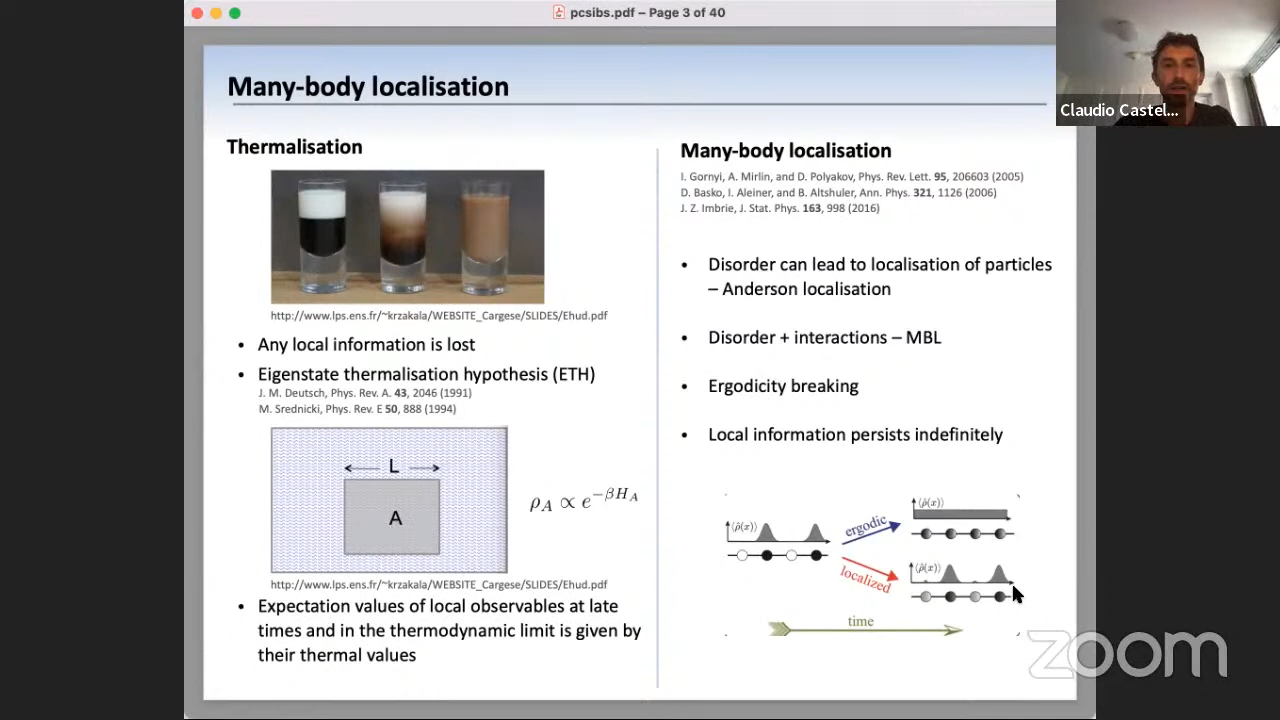 pcsibs.pdf – Page 3 of 40
Claudio Castel...
Many-body localisation
Thermalisation
http://www.lps.ens.fr/~krzakala/WEBSITE_Cargese/SLIDES/Ehud.pdf
• Any local information is lost
• Eigenstate thermalisation hypothesis (ETH)
J. M. Deutsch, Phys. Rev. A. 43, 2046 (1991)
M. Srednicki, Phys. Rev. E 50, 888 (1994)
L
A
ρ_A ∝ e^{−βH_A}
http://www.lps.ens.fr/~krzakala/WEBSITE_Cargese/SLIDES/Ehud.pdf
• Expectation values of local observables at late
times and in the thermodynamic limit is given by
their thermal values
Many-body localisation
I. Gornyi, A. Mirlin, and D. Polyakov, Phys. Rev. Lett. 95, 206603 (2005)
D. Basko, I. Aleiner, and B. Altshuler, Ann. Phys. 321, 1126 (2006)
J. Z. Imbrie, J. Stat. Phys. 163, 998 (2016)
• Disorder can lead to localisation of particles
– Anderson localisation
• Disorder + interactions – MBL
• Ergodicity breaking
• Local information persists indefinitely
⟨ρ̂(x)⟩
ergodic
⟨ρ̂(x)⟩
localized
⟨ρ̂(x)⟩
time
zoom